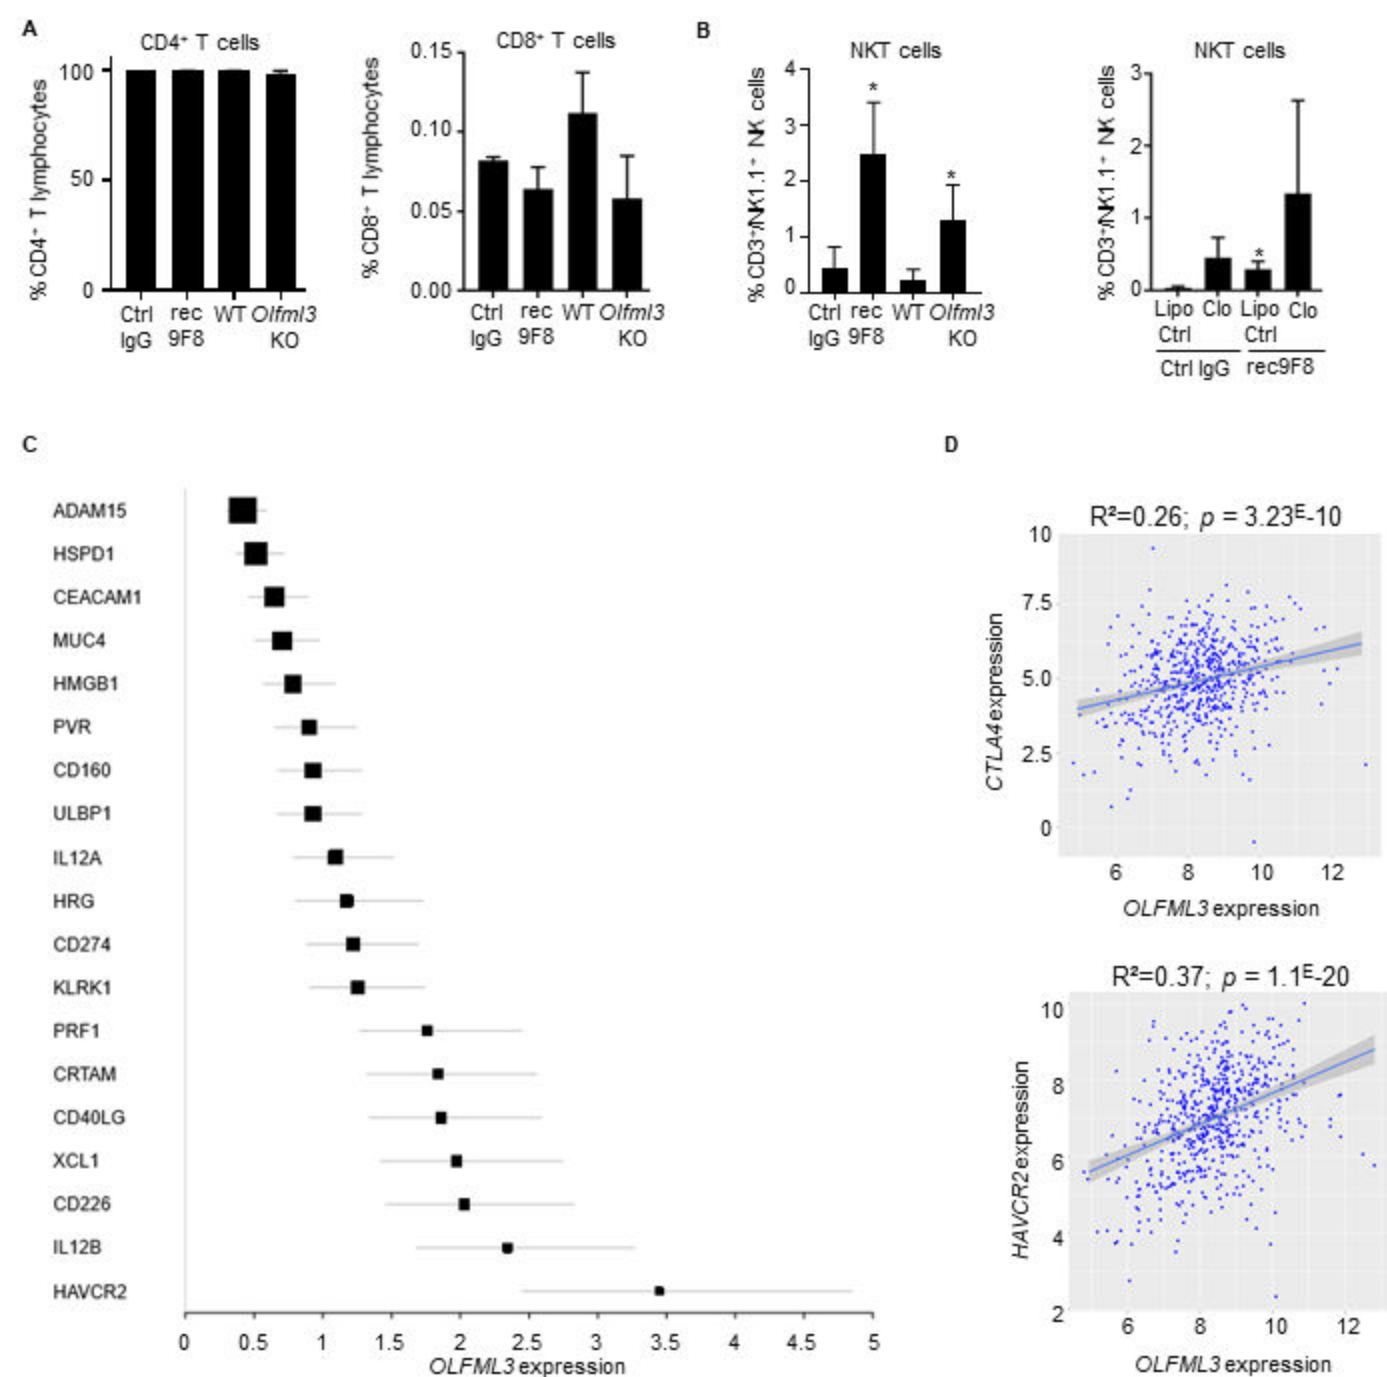 A
CD4⁺ T cells
% CD4⁺ T lymphocytes
100
50
0
Ctrl IgG
rec 9F8
WT
Olfml3 KO
CD8⁺ T cells
% CD8⁺ T lymphocytes
0.15
0.10
0.05
0.00
Ctrl IgG
rec 9F8
WT
Olfml3 KO
B
NKT cells
% CD3⁺/NK1.1⁺ NK cells
4
3
2
1
0
*
*
Ctrl IgG
rec 9F8
WT
Olfml3 KO
NKT cells
% CD3⁺/NK1.1⁺ NK cells
3
2
1
0
*
Lipo Ctrl
Clo
Lipo Ctrl
Clo
Ctrl IgG
rec9F8
C
ADAM15
HSPD1
CEACAM1
MUC4
HMGB1
PVR
CD160
ULBP1
IL12A
HRG
CD274
KLRK1
PRF1
CRTAM
CD40LG
XCL1
CD226
IL12B
HAVCR2
0 0.5 1 1.5 2 2.5 3 3.5 4 4.5 5
OLFML3 expression
D
R²=0.26; p = 3.23ᴱ-10
CTLA4 expression
10
7.5
5.0
2.5
0
6 8 10 12
OLFML3 expression
R²=0.37; p = 1.1ᴱ-20
HAVCR2 expression
10
8
6
4
2
6 8 10 12
OLFML3 expression